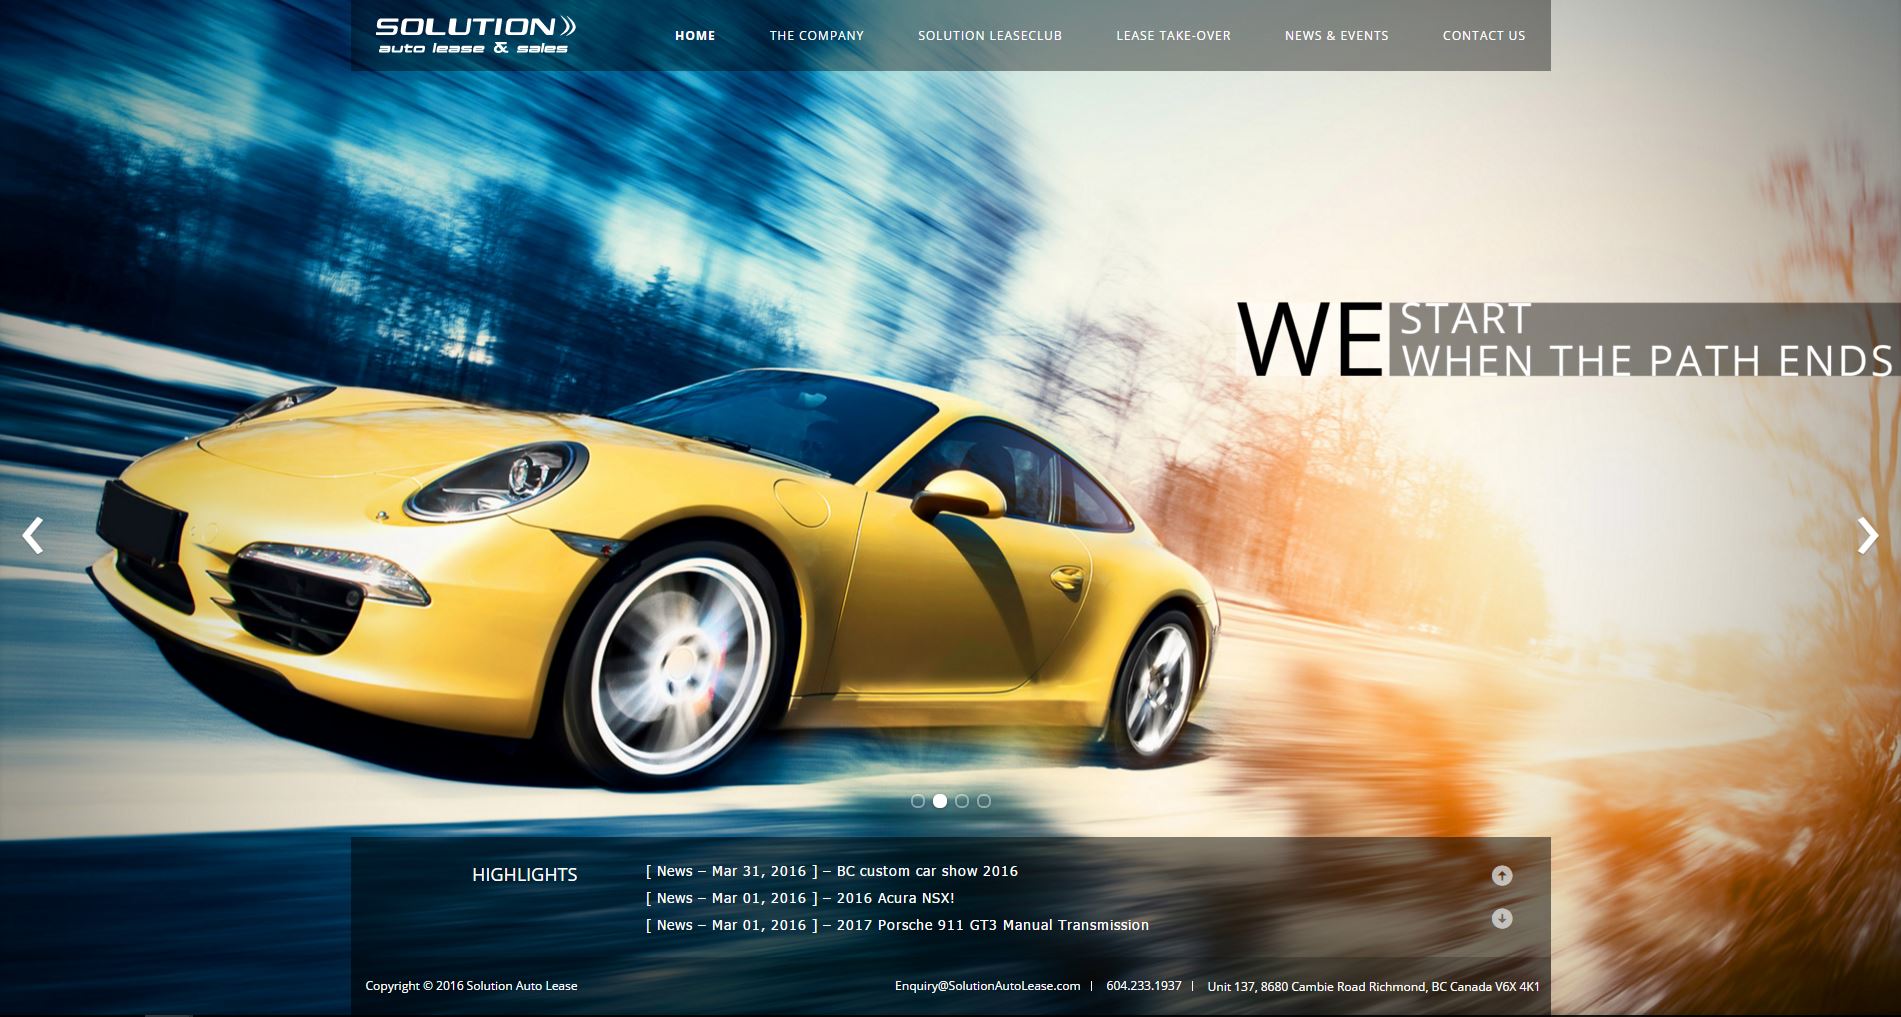 SOLUTION
auto lease & sales
HOME
THE COMPANY
SOLUTION LEASECLUB
LEASE TAKE-OVER
NEWS & EVENTS
CONTACT US
WE START
WHEN THE PATH ENDS
HIGHLIGHTS
[ News – Mar 31, 2016 ] – BC custom car show 2016
[ News – Mar 01, 2016 ] – 2016 Acura NSX!
[ News – Mar 01, 2016 ] – 2017 Porsche 911 GT3 Manual Transmission
Copyright © 2016 Solution Auto Lease
Enquiry@SolutionAutoLease.com | 604.233.1937 | Unit 137, 8680 Cambie Road Richmond, BC Canada V6X 4K1